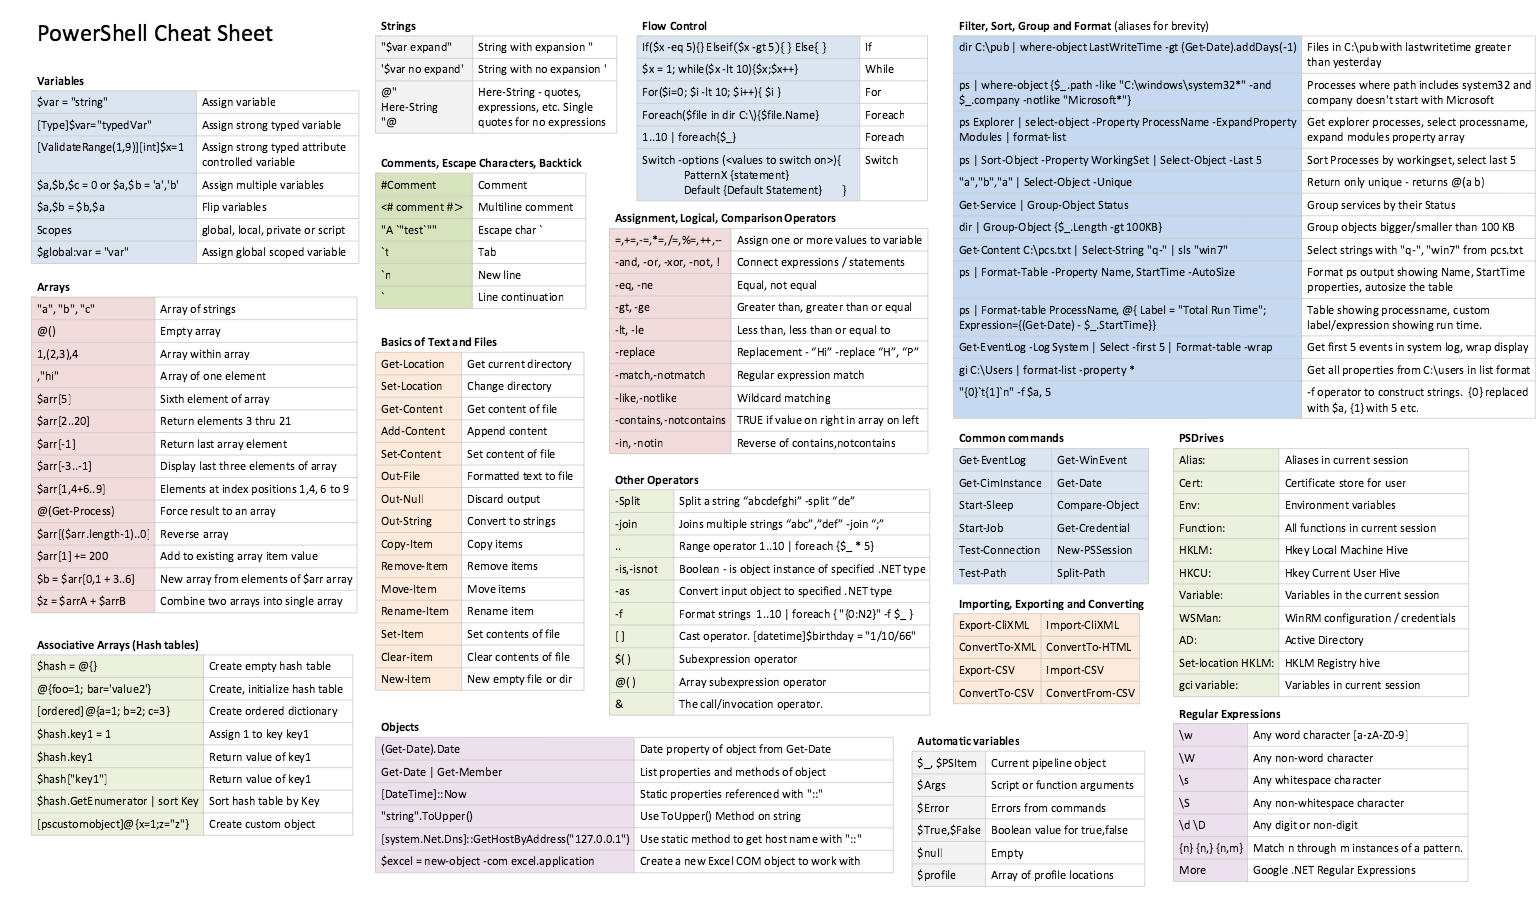 PowerShell Cheat Sheet
Variables
$var = "string" Assign variable
[Type]$var="typedVar" Assign strong typed variable
[ValidateRange(1,9)][int]$x=1 Assign strong typed attribute
controlled variable
$a,$b,$c = 0 or $a,$b = 'a','b' Assign multiple variables
$a,$b = $b,$a Flip variables
Scopes global, local, private or script
$global:var = "var" Assign global scoped variable
Arrays
"a", "b", "c" Array of strings
@() Empty array
1,(2,3),4 Array within array
,"hi" Array of one element
$arr[5] Sixth element of array
$arr[2..20] Return elements 3 thru 21
$arr[-1] Return last array element
$arr[-3..-1] Display last three elements of array
$arr[1,4+6..9] Elements at index positions 1,4, 6 to 9
@(Get-Process) Force result to an array
$arr[($arr.length-1)..0] Reverse array
$arr[1] += 200 Add to existing array item value
$b = $arr[0,1 + 3..6] New array from elements of $arr array
$z = $arrA + $arrB Combine two arrays into single array
Associative Arrays (Hash tables)
$hash = @{} Create empty hash table
@{foo=1; bar='value2'} Create, initialize hash table
[ordered]@{a=1; b=2; c=3} Create ordered dictionary
$hash.key1 = 1 Assign 1 to key key1
$hash.key1 Return value of key1
$hash["key1"] Return value of key1
$hash.GetEnumerator | sort Key Sort hash table by Key
[pscustomobject]@{x=1;z="z"} Create custom object
Strings
"$var expand" String with expansion "
'$var no expand' String with no expansion '
@" Here-String - quotes,
Here-String expressions, etc. Single
"@ quotes for no expressions
Comments, Escape Characters, Backtick
#Comment Comment
<# comment #> Multiline comment
"A `"test`"" Escape char `
`t Tab
`n New line
` Line continuation
Basics of Text and Files
Get-Location Get current directory
Set-Location Change directory
Get-Content Get content of file
Add-Content Append content
Set-Content Set content of file
Out-File Formatted text to file
Out-Null Discard output
Out-String Convert to strings
Copy-Item Copy items
Remove-Item Remove items
Move-Item Move items
Rename-Item Rename item
Set-Item Set contents of file
Clear-item Clear contents of file
New-Item New empty file or dir
Objects
(Get-Date).Date Date property of object from Get-Date
Get-Date | Get-Member List properties and methods of object
[DateTime]::Now Static properties referenced with "::"
"string".ToUpper() Use ToUpper() Method on string
[system.Net.Dns]::GetHostByAddress("127.0.0.1") Use static method to get host name with "::"
$excel = new-object -com excel.application Create a new Excel COM object to work with
Flow Control
If($x -eq 5){} Elseif($x -gt 5){ } Else{ } If
$x = 1; while($x -lt 10){$x;$x++} While
For($i=0; $i -lt 10; $i++){ $i } For
Foreach($file in dir C:\){$file.Name} Foreach
1..10 | foreach{$_} Foreach
Switch -options (<values to switch on>){ Switch
PatternX {statement}
Default {Default Statement} }
Assignment, Logical, Comparison Operators
=,+=,-=,*=,/=,%=,++,-- Assign one or more values to variable
-and, -or, -xor, -not, ! Connect expressions / statements
-eq, -ne Equal, not equal
-gt, -ge Greater than, greater than or equal
-lt, -le Less than, less than or equal to
-replace Replacement - “Hi” -replace “H”, “P”
-match,-notmatch Regular expression match
-like,-notlike Wildcard matching
-contains,-notcontains TRUE if value on right in array on left
-in, -notin Reverse of contains,notcontains
Other Operators
-Split Split a string “abcdefghi” -split “de”
-join Joins multiple strings “abc”,”def” -join “;”
.. Range operator 1..10 | foreach {$_ * 5}
-is,-isnot Boolean - is object instance of specified .NET type
-as Convert input object to specified .NET type
-f Format strings 1..10 | foreach { "{0:N2}" -f $_ }
[ ] Cast operator. [datetime]$birthday = "1/10/66"
$( ) Subexpression operator
@( ) Array subexpression operator
& The call/invocation operator.
Automatic variables
$_, $PSItem Current pipeline object
$Args Script or function arguments
$Error Errors from commands
$True,$False Boolean value for true,false
$null Empty
$profile Array of profile locations
Filter, Sort, Group and Format (aliases for brevity)
dir C:\pub | where-object LastWriteTime -gt (Get-Date).addDays(-1) Files in C:\pub with lastwritetime greater
than yesterday
ps | where-object {$_.path -like "C:\windows\system32*" -and Processes where path includes system32 and
$_.company -notlike "Microsoft*"} company doesn't start with Microsoft
ps Explorer | select-object -Property ProcessName -ExpandProperty Get explorer processes, select processname,
Modules | format-list expand modules property array
ps | Sort-Object -Property WorkingSet | Select-Object -Last 5 Sort Processes by workingset, select last 5
"a","b","a" | Select-Object -Unique Return only unique - returns @(a b)
Get-Service | Group-Object Status Group services by their Status
dir | Group-Object {$_.Length -gt 100KB} Group objects bigger/smaller than 100 KB
Get-Content C:\pcs.txt | Select-String "q-" | sls "win7" Select strings with "q-", "win7" from pcs.txt
ps | Format-Table -Property Name, StartTime -AutoSize Format ps output showing Name, StartTime
properties, autosize the table
ps | Format-table ProcessName, @{ Label = "Total Run Time"; Table showing processname, custom
Expression={(Get-Date) - $_.StartTime}} label/expression showing run time.
Get-EventLog -Log System | Select -first 5 | Format-table -wrap Get first 5 events in system log, wrap display
gi C:\Users | format-list -property * Get all properties from C:\users in list format
"{0}`t{1}`n" -f $a, 5 -f operator to construct strings. {0} replaced
with $a, {1} with 5 etc.
Common commands
Get-EventLog Get-WinEvent
Get-CimInstance Get-Date
Start-Sleep Compare-Object
Start-Job Get-Credential
Test-Connection New-PSSession
Test-Path Split-Path
Importing, Exporting and Converting
Export-CliXML Import-CliXML
ConvertTo-XML ConvertTo-HTML
Export-CSV Import-CSV
ConvertTo-CSV ConvertFrom-CSV
PSDrives
Alias: Aliases in current session
Cert: Certificate store for user
Env: Environment variables
Function: All functions in current session
HKLM: Hkey Local Machine Hive
HKCU: Hkey Current User Hive
Variable: Variables in the current session
WSMan: WinRM configuration / credentials
AD: Active Directory
Set-location HKLM: HKLM Registry hive
gci variable: Variables in current session
Regular Expressions
\w Any word character [a-zA-Z0-9]
\W Any non-word character
\s Any whitespace character
\S Any non-whitespace character
\d \D Any digit or non-digit
{n} {n,} {n,m} Match n through m instances of a pattern.
More Google .NET Regular Expressions